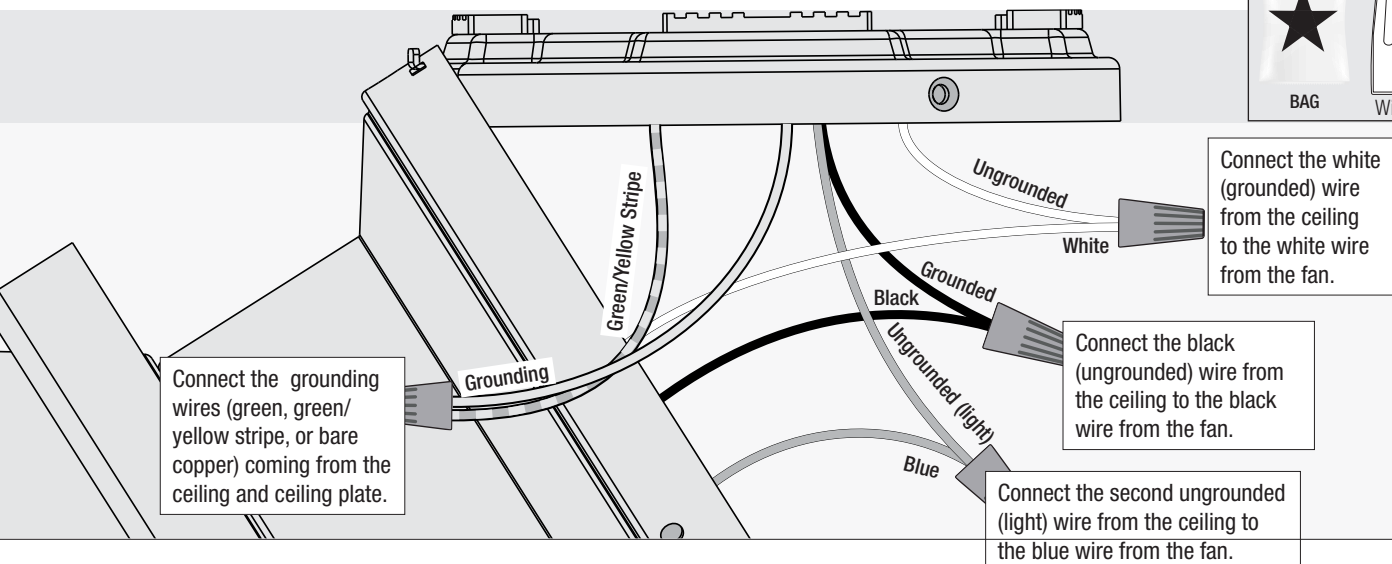 BAG
Connect the white
(grounded) wire
from the ceiling
to the white wire
from the fan.
Ungrounded
White
Green/Yellow Stripe
Grounded
Black
Ungrounded (light)
Connect the black
(ungrounded) wire from
the ceiling to the black
wire from the fan.
Grounding
Connect the grounding
wires (green, green/
yellow stripe, or bare
copper) coming from the
ceiling and ceiling plate.
Blue
Connect the second ungrounded
(light) wire from the ceiling to
the blue wire from the fan.